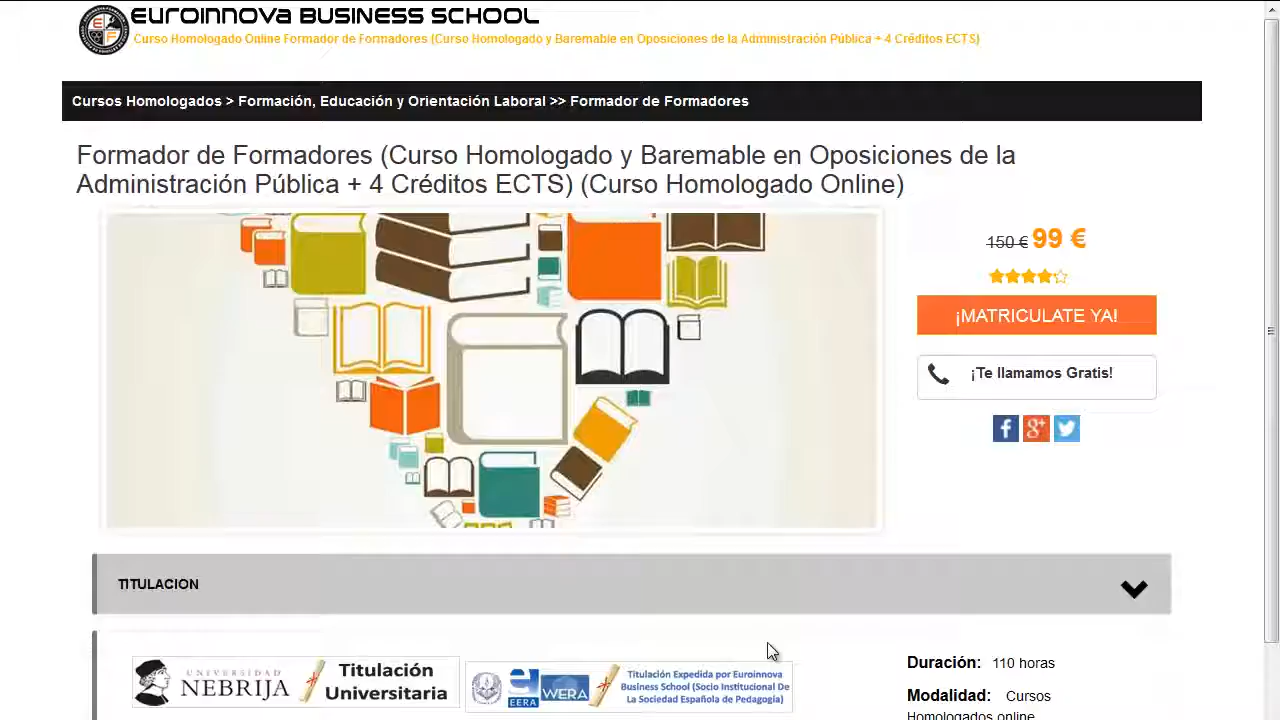 Euroinnova BUSINESS SCHOOL
Curso Homologado Online Formador de Formadores (Curso Homologado y Baremable en Oposiciones de la Administración Pública + 4 Créditos ECTS)
Cursos Homologados > Formación, Educación y Orientación Laboral >> Formador de Formadores
Formador de Formadores (Curso Homologado y Baremable en Oposiciones de la
Administración Pública + 4 Créditos ECTS) (Curso Homologado Online)
150 € 99 €
¡MATRICULATE YA!
¡Te llamamos Gratis!
TITULACION
UNIVERSIDAD
NEBRIJA
Titulación
Universitaria
EERA
WERA
Titulación Expedida por Euroinnova
Business School (Socio Institucional De
La Sociedad Española de Pedagogía)
Duración: 110 horas
Modalidad: Cursos
Homologados online